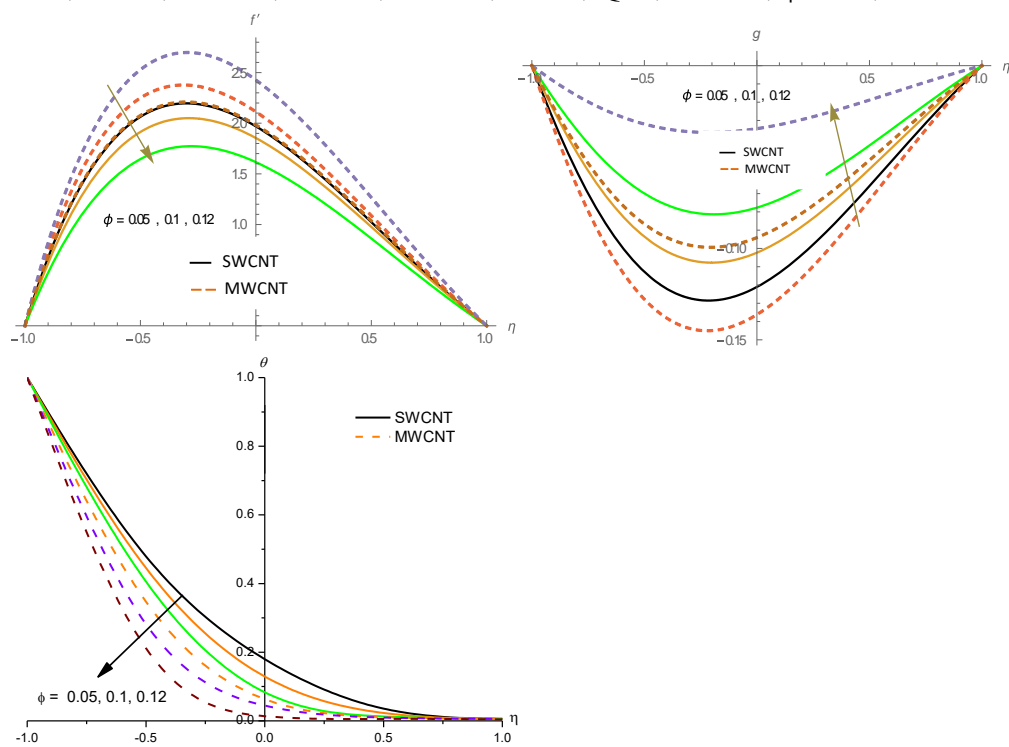 f′
2.5
2.0
1.5
1.0
ϕ = 0.05 , 0.1 , 0.12
SWCNT
MWCNT
-1.0
-0.5
0.5
1.0
η
g
-1.0
-0.5
0.5
1.0
η
ϕ = 0.05 , 0.1 , 0.12
SWCNT
MWCNT
-0.10
-0.15
θ
1.0
0.8
0.6
0.4
0.2
0.0
SWCNT
MWCNT
ϕ = 0.05, 0.1, 0.12
η
-1.0
-0.5
0.0
0.5
1.0